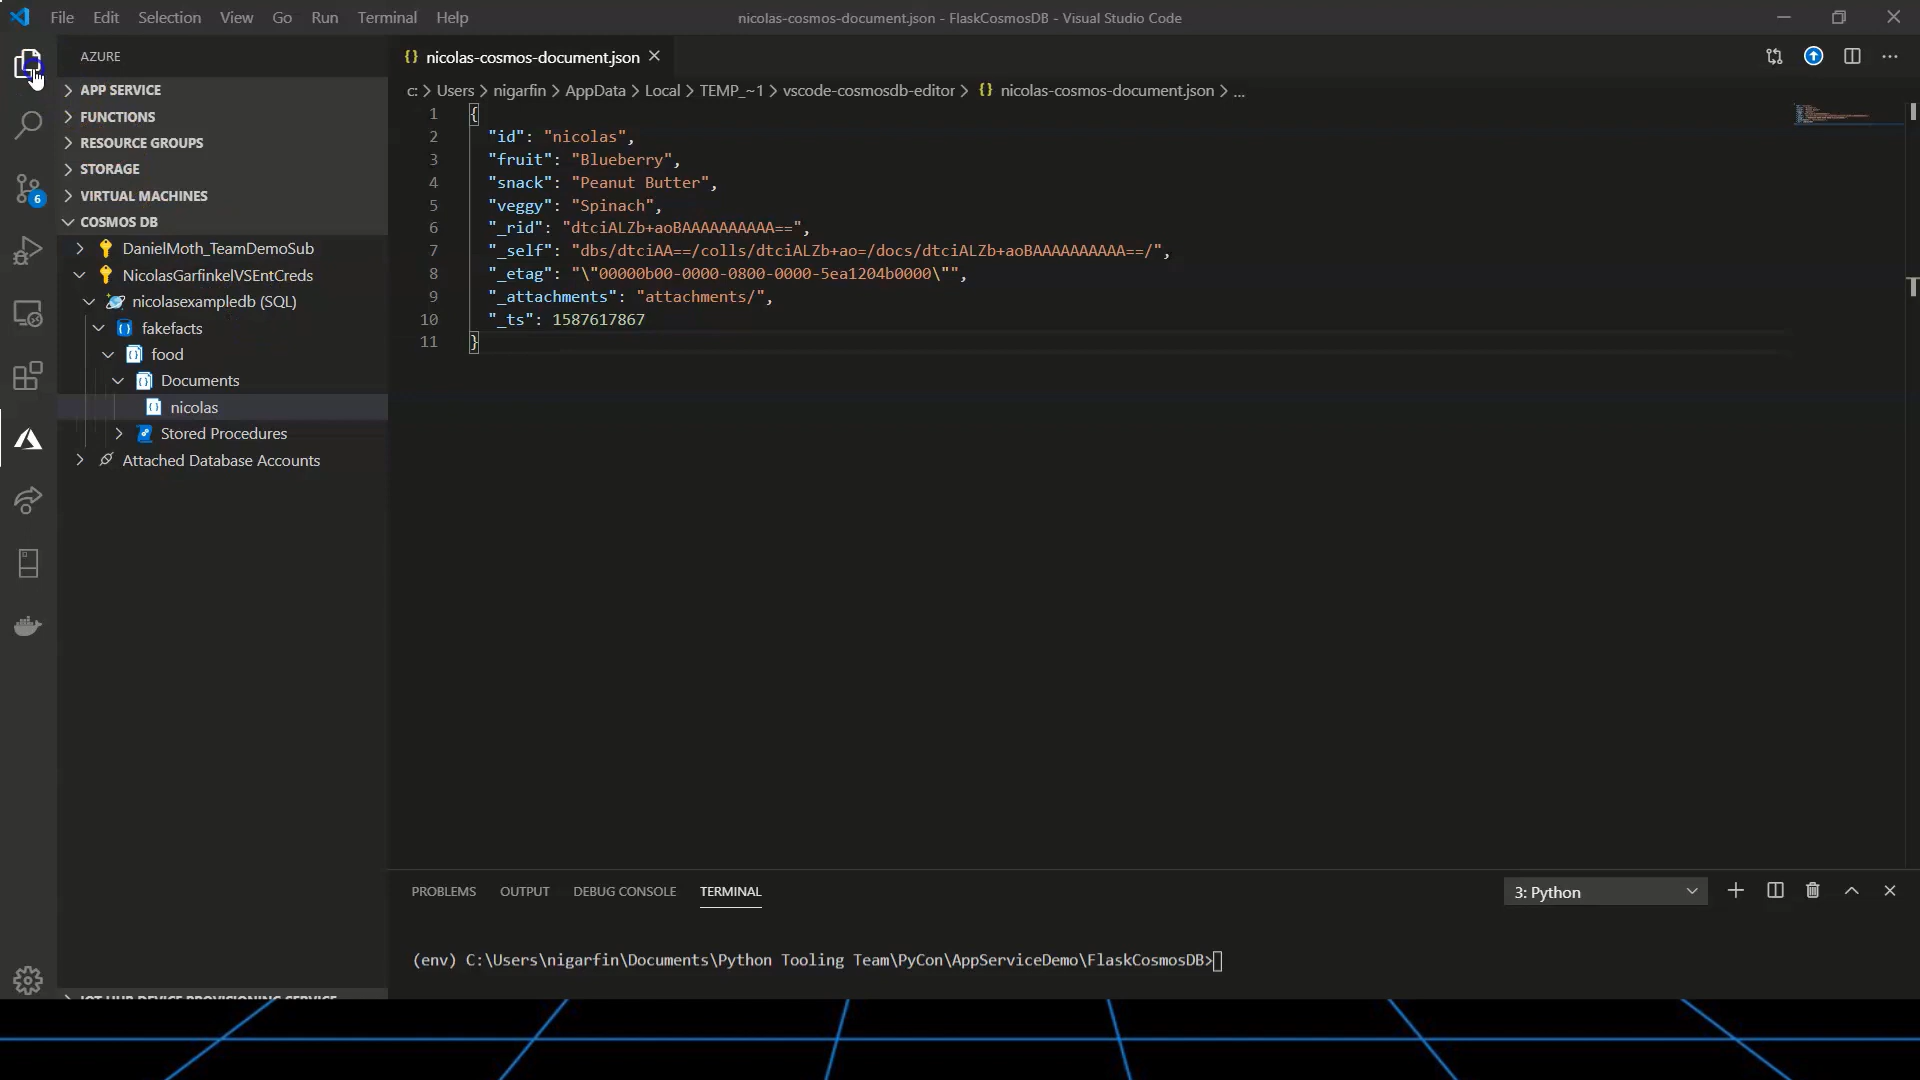 File Edit Selection View Go Run Terminal Help
nicolas-cosmos-document.json - FlaskCosmosDB - Visual Studio Code
AZURE
APP SERVICE
FUNCTIONS
RESOURCE GROUPS
STORAGE
VIRTUAL MACHINES
COSMOS DB
DanielMoth_TeamDemoSub
NicolasGarfinkelVSEntCreds
nicolasexampledb (SQL)
fakefacts
food
Documents
nicolas
Stored Procedures
Attached Database Accounts
IOT HUB DEVICE PROVISIONING SERVICE
6
{} nicolas-cosmos-document.json
c: > Users > nigarfin > AppData > Local > TEMP_~1 > vscode-cosmosdb-editor > {} nicolas-cosmos-document.json > ...
1 {
2 "id": "nicolas",
3 "fruit": "Blueberry",
4 "snack": "Peanut Butter",
5 "veggy": "Spinach",
6 "_rid": "dtciALZb+aoBAAAAAAAAAA==",
7 "_self": "dbs/dtciAA==/colls/dtciALZb+ao=/docs/dtciALZb+aoBAAAAAAAAAA==/",
8 "_etag": "\"00000b00-0000-0800-0000-5ea1204b0000\"",
9 "_attachments": "attachments/",
10 "_ts": 1587617867
11 }
PROBLEMS OUTPUT DEBUG CONSOLE TERMINAL
3: Python
(env) C:\Users\nigarfin\Documents\Python Tooling Team\PyCon\AppServiceDemo\FlaskCosmosDB>